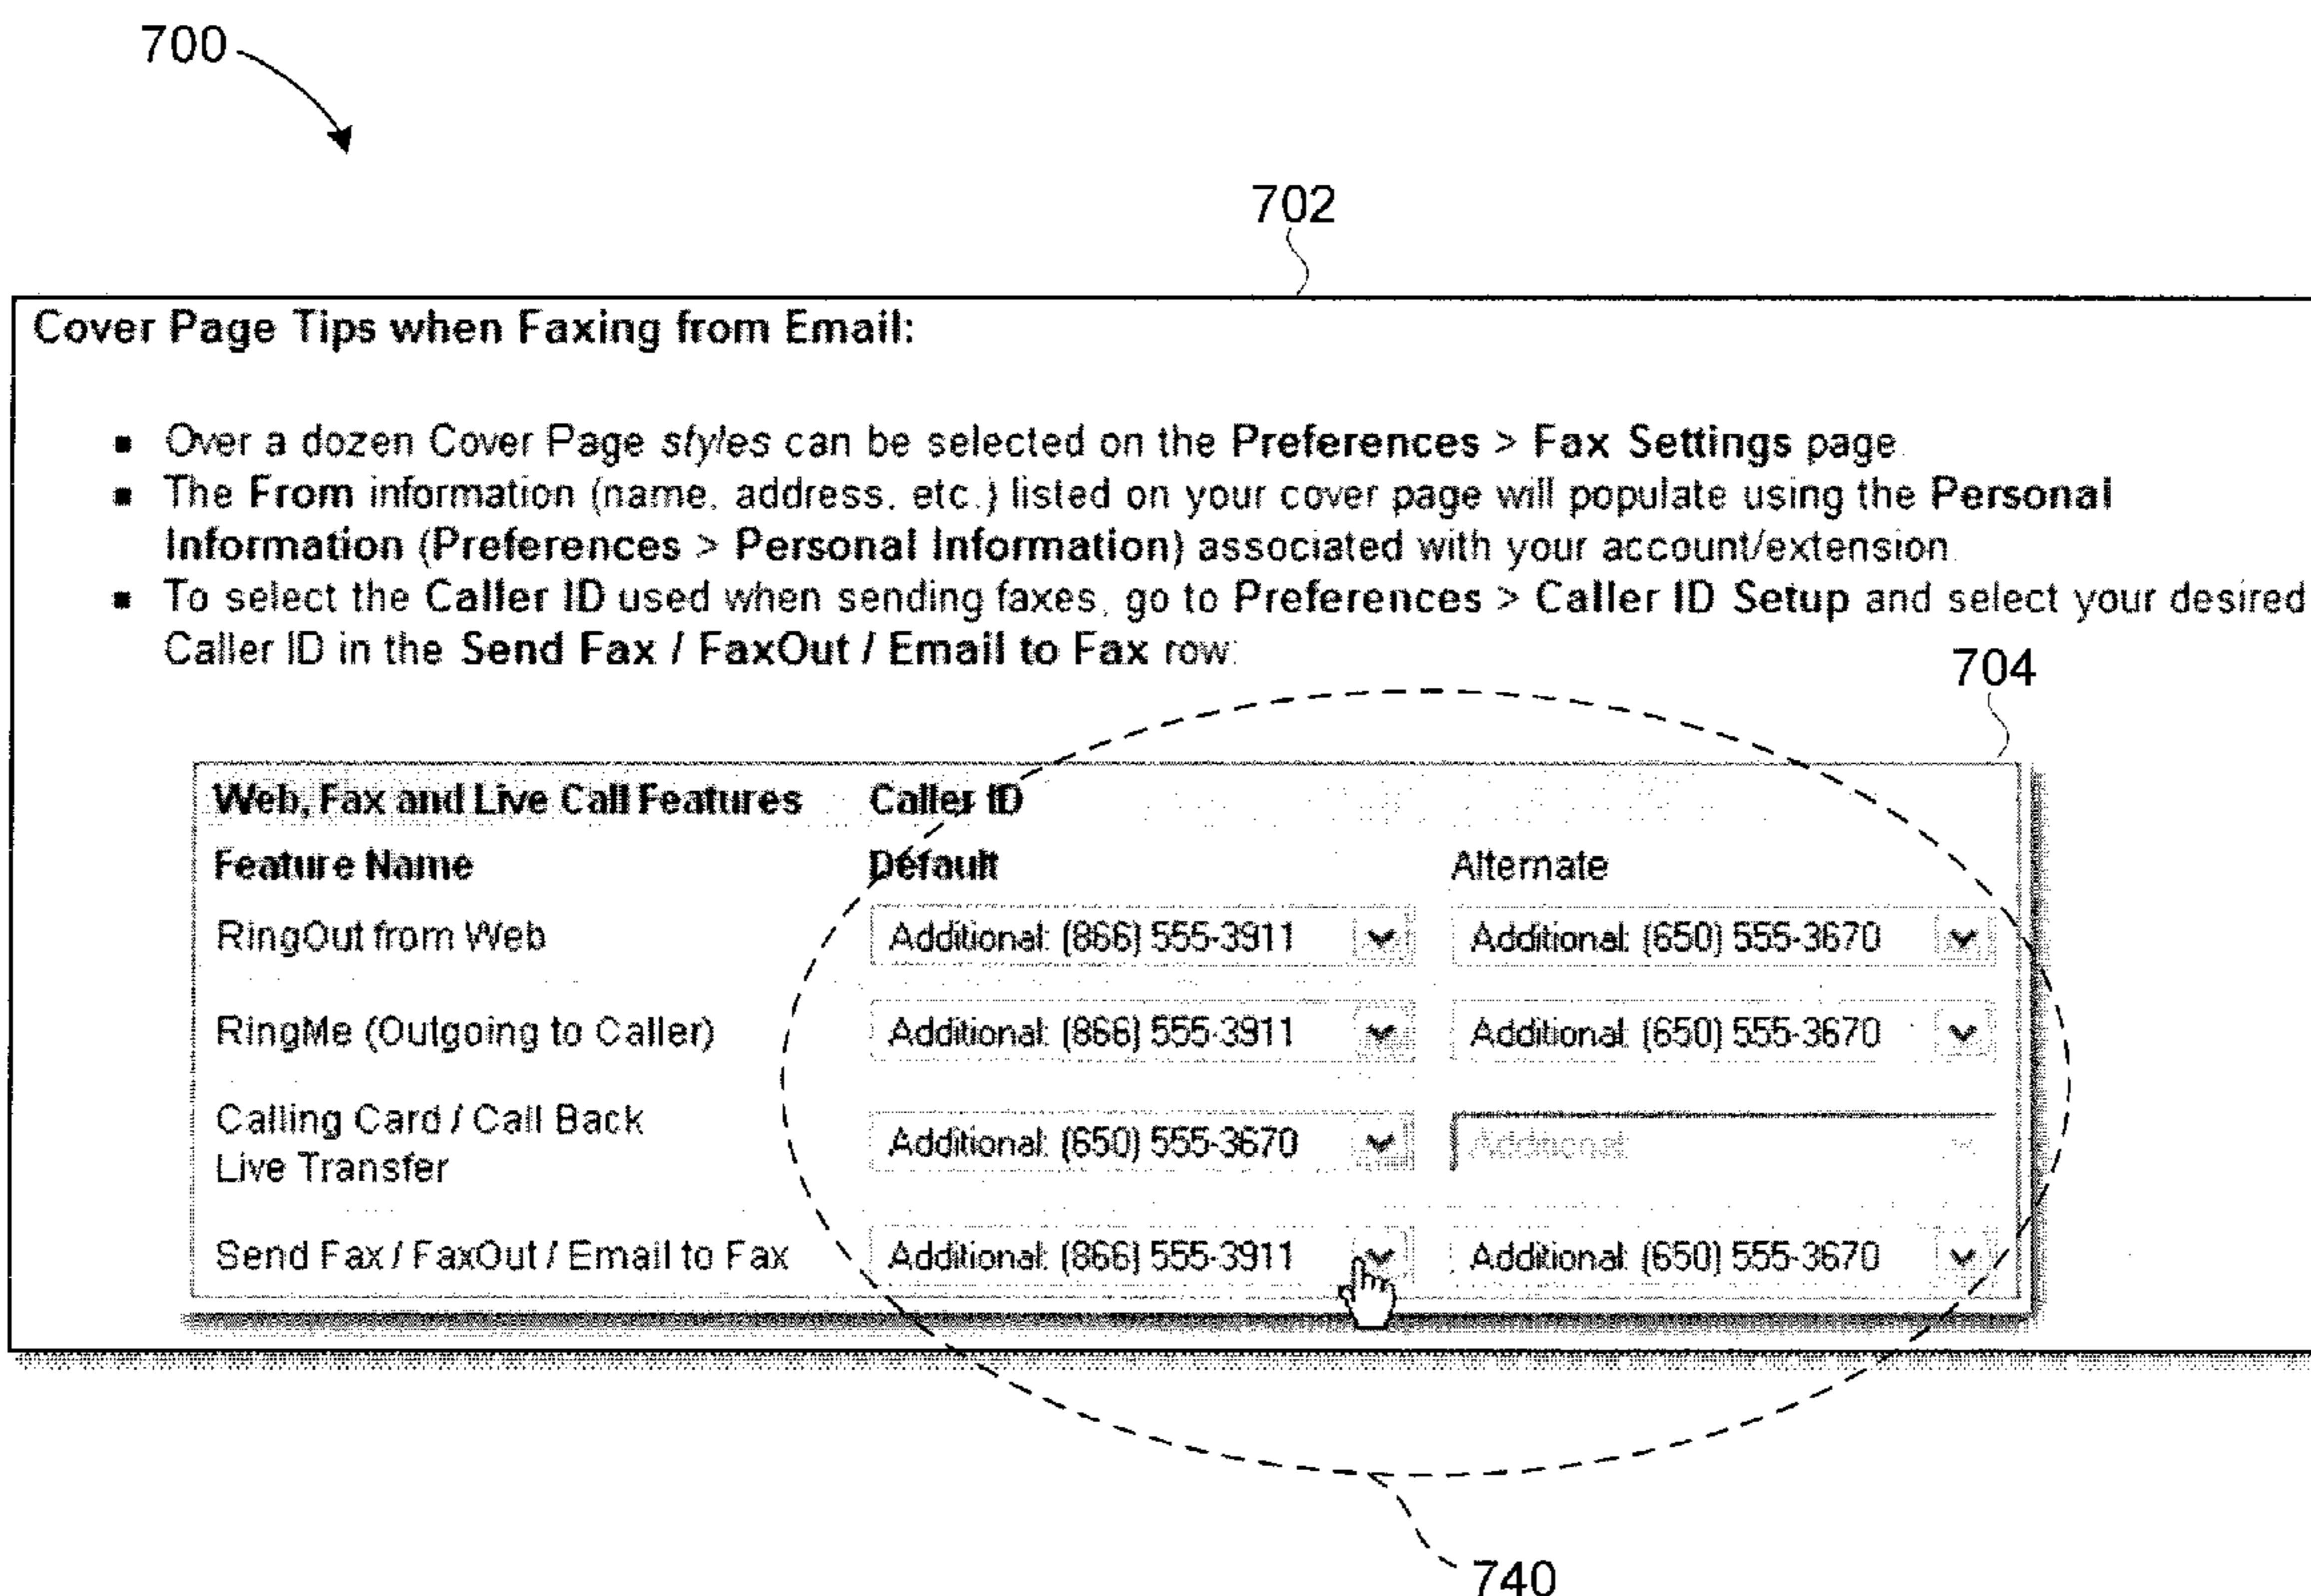 700
702
Cover Page Tips when Faxing from Email:
▪ Over a dozen Cover Page styles can be selected on the Preferences > Fax Settings page.
▪ The From information (name, address, etc.) listed on your cover page will populate using the Personal
Information (Preferences > Personal Information) associated with your account/extension.
▪ To select the Caller ID used when sending faxes, go to Preferences > Caller ID Setup and select your desired
Caller ID in the Send Fax / FaxOut / Email to Fax row:
704
Web, Fax and Live Call Features Caller ID
Feature Name Default Alternate
RingOut from Web Additional: (866) 555-3911 Additional: (650) 555-3670
RingMe (Outgoing to Caller) Additional: (866) 555-3911 Additional: (650) 555-3670
Calling Card / Call Back
Live Transfer Additional: (650) 555-3670 Additional:
Send Fax / FaxOut / Email to Fax Additional: (866) 555-3911 Additional: (650) 555-3670
740